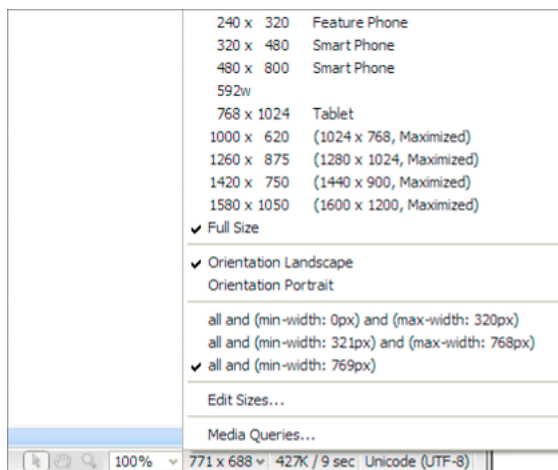 240 x 320 Feature Phone
320 x 480 Smart Phone
480 x 800 Smart Phone
592w
768 x 1024 Tablet
1000 x 620 (1024 x 768, Maximized)
1260 x 875 (1280 x 1024, Maximized)
1420 x 750 (1440 x 900, Maximized)
1580 x 1050 (1600 x 1200, Maximized)
Full Size
Orientation Landscape
Orientation Portrait
all and (min-width: 0px) and (max-width: 320px)
all and (min-width: 321px) and (max-width: 768px)
all and (min-width: 769px)
Edit Sizes...
Media Queries...
100% 771 x 688 427K / 9 sec Unicode (UTF-8)